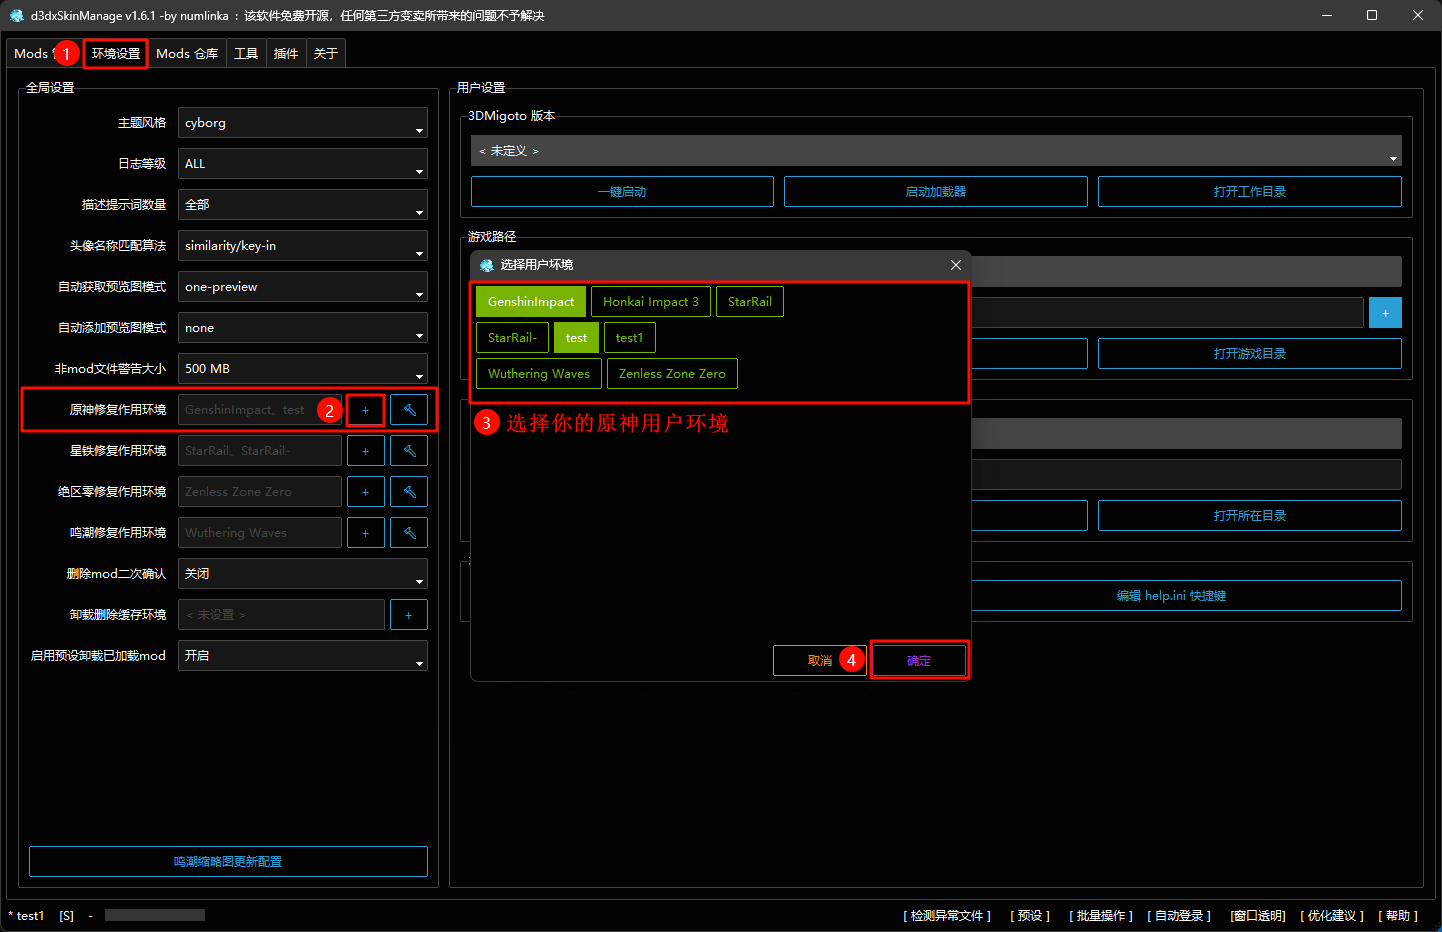 d3dxSkinManage v1.6.1 -by numlinka ：该软件免费开源，任何第三方变卖所带来的问题不予解决
Mods
1
环境设置
Mods 仓库
工具
插件
关于
全局设置
主题风格
cyborg
日志等级
ALL
描述提示词数量
全部
头像名称匹配算法
similarity/key-in
自动获取预览图模式
one-preview
自动添加预览图模式
none
非mod文件警告大小
500 MB
原神修复作用环境
GenshinImpact、test
2
+
星铁修复作用环境
StarRail、StarRail-
+
绝区零修复作用环境
Zenless Zone Zero
+
鸣潮修复作用环境
Wuthering Waves
+
删除mod二次确认
关闭
卸载删除缓存环境
< 未设置 >
+
启用预设卸载已加载mod
开启
鸣潮缩略图更新配置
用户设置
3DMigoto 版本
< 未定义 >
一键启动
启动加载器
打开工作目录
游戏路径
+
打开游戏目录
打开所在目录
编辑 help.ini 快捷键
选择用户环境
GenshinImpact
Honkai Impact 3
StarRail
StarRail-
test
test1
Wuthering Waves
Zenless Zone Zero
3 选择你的原神用户环境
取消
4
确定
* test1 [S] -
[ 检测异常文件 ] [ 预设 ] [ 批量操作 ] [ 自动登录 ] [窗口透明] [ 优化建议 ] [ 帮助 ]